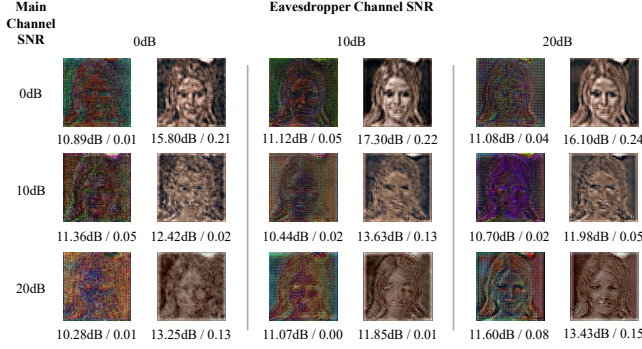 Main Channel SNR
Eavesdropper Channel SNR
0dB 10dB 20dB
0dB
10.89dB / 0.01 15.80dB / 0.21 11.12dB / 0.05 17.30dB / 0.22 11.08dB / 0.04 16.10dB / 0.24
10dB
11.36dB / 0.05 12.42dB / 0.02 10.44dB / 0.02 13.63dB / 0.13 10.70dB / 0.02 11.98dB / 0.05
20dB
10.28dB / 0.01 13.25dB / 0.13 11.07dB / 0.00 11.85dB / 0.01 11.60dB / 0.08 13.43dB / 0.15